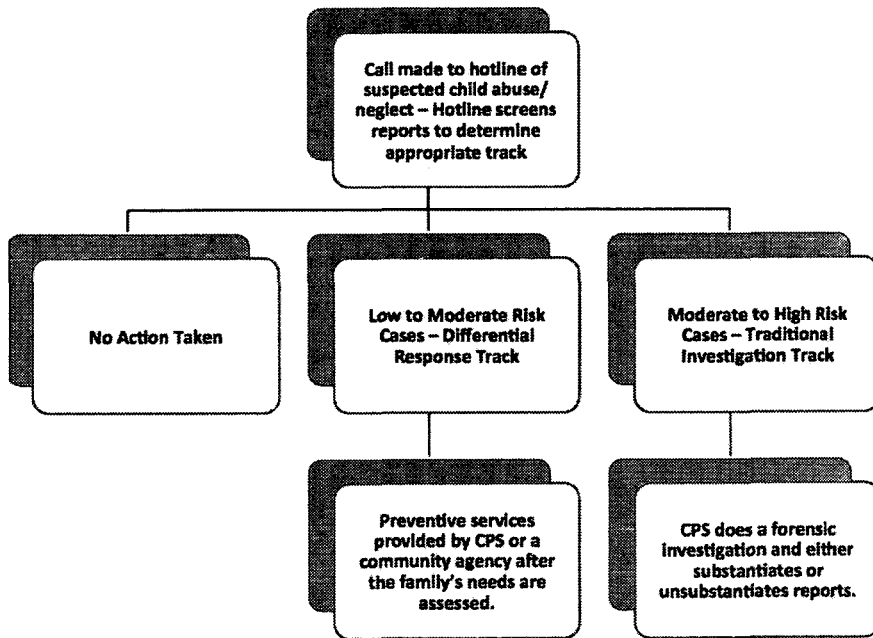 Call made to hotline of
suspected child abuse/
neglect – Hotline screens
reports to determine
appropriate track
No Action Taken
Low to Moderate Risk
Cases – Differential
Response Track
Moderate to High Risk
Cases – Traditional
Investigation Track
Preventive services
provided by CPS or a
community agency after
the family's needs are
assessed.
CPS does a forensic
investigation and either
substantiates or
unsubstantiates reports.